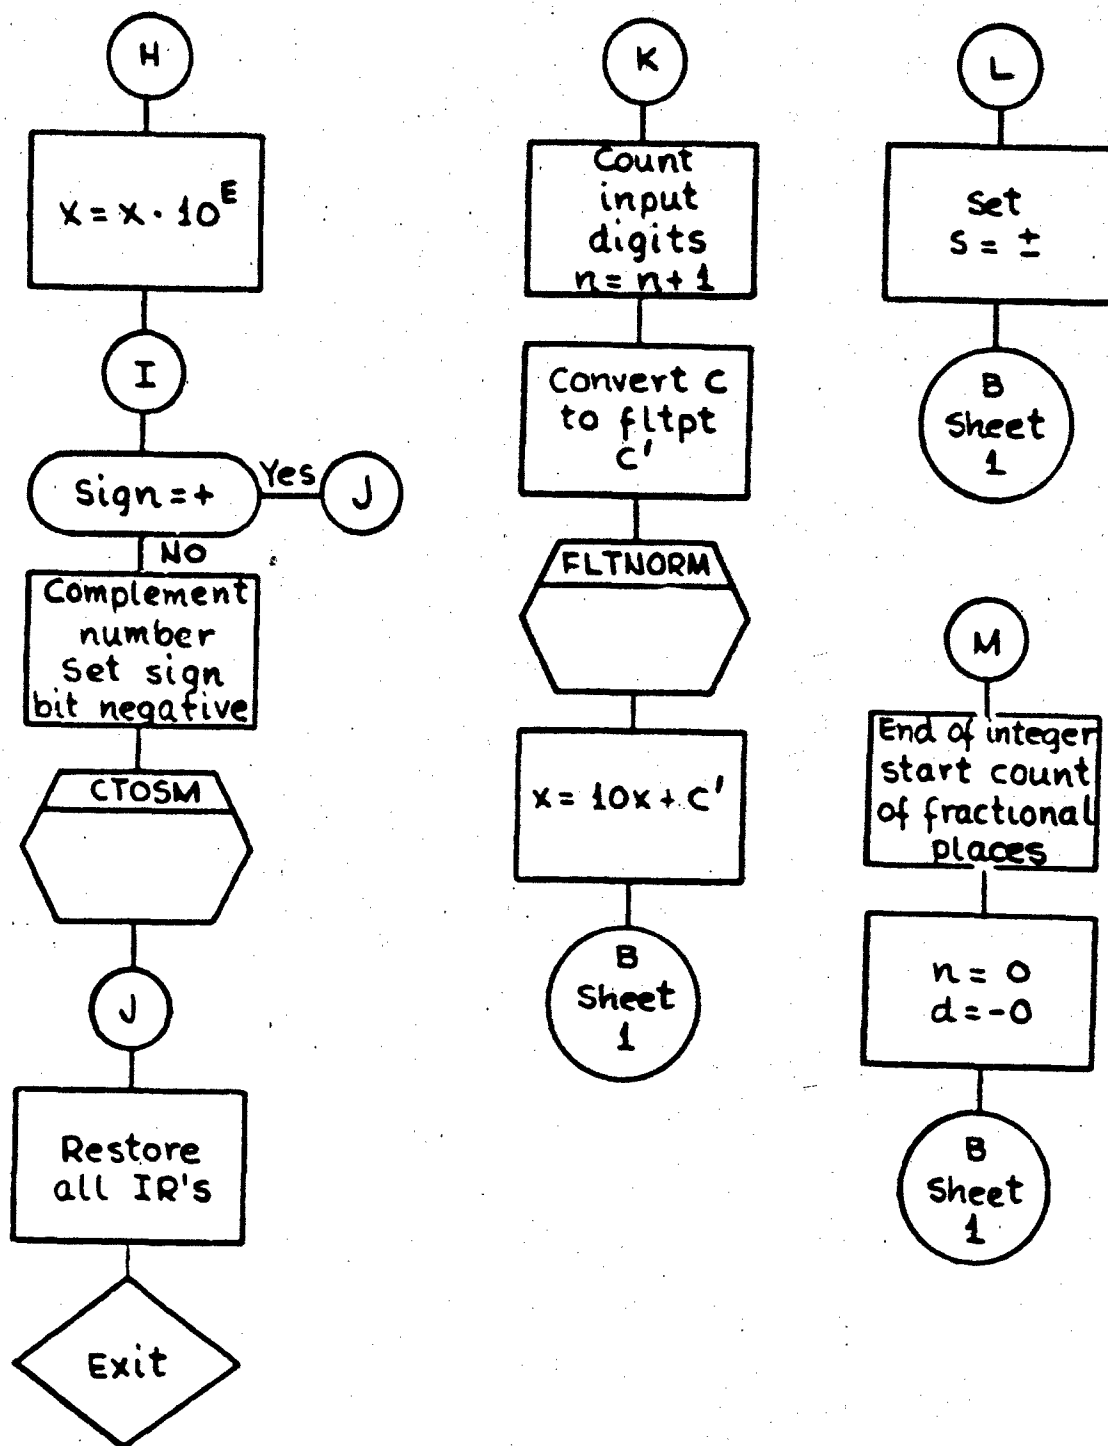 H
x = x · 10^E
I
Sign = +
Yes
J
NO
Complement
number
Set sign
bit negative
CTOSM
J
Restore
all IR's
Exit
K
Count
input
digits
n = n + 1
Convert C
to fltpt
C'
FLTNORM
x = 10x + C'
B
Sheet
1
L
Set
S = ±
B
Sheet
1
M
End of integer
start count
of fractional
places
n = 0
d = -0
B
Sheet
1